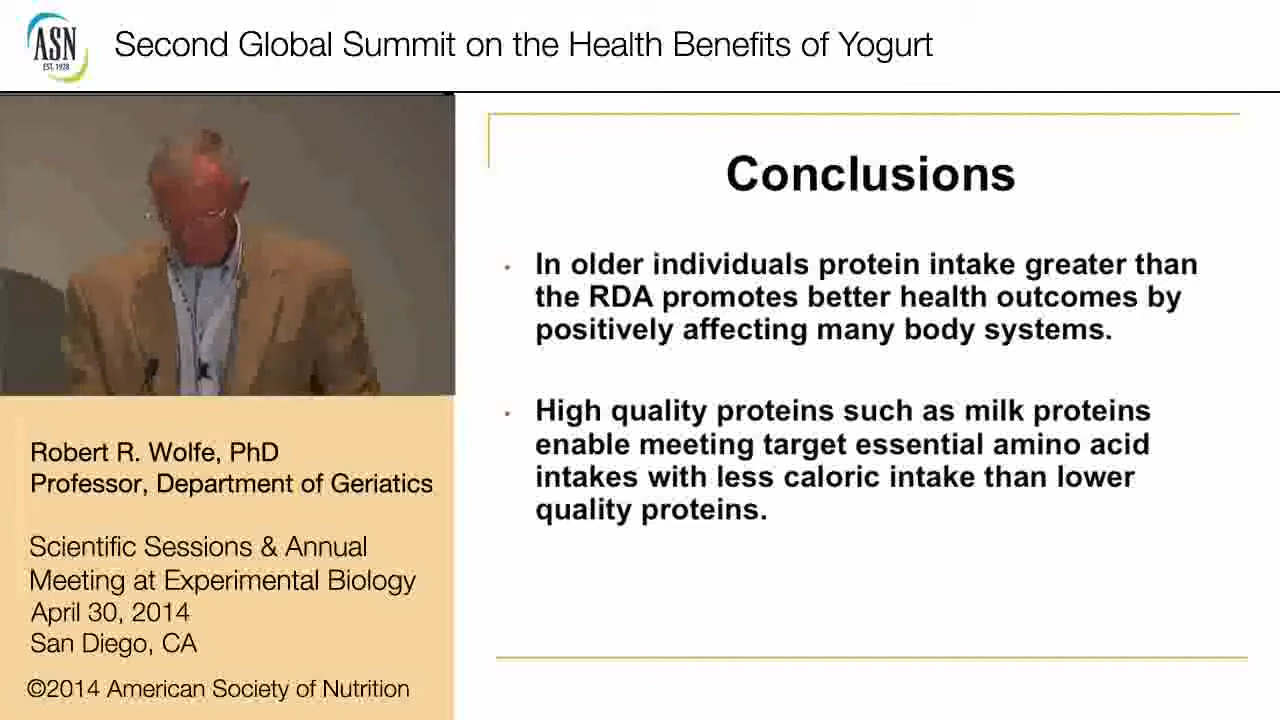 ASN
EST. 1928
Second Global Summit on the Health Benefits of Yogurt
Conclusions
• In older individuals protein intake greater than
the RDA promotes better health outcomes by
positively affecting many body systems.
• High quality proteins such as milk proteins
enable meeting target essential amino acid
intakes with less caloric intake than lower
quality proteins.
Robert R. Wolfe, PhD
Professor, Department of Geriatics
Scientific Sessions & Annual
Meeting at Experimental Biology
April 30, 2014
San Diego, CA
©2014 American Society of Nutrition